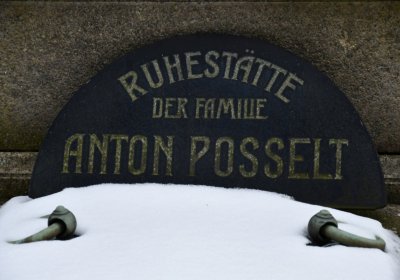 RUHESTÄTTE
DER FAMILIE
ANTON POSSELT